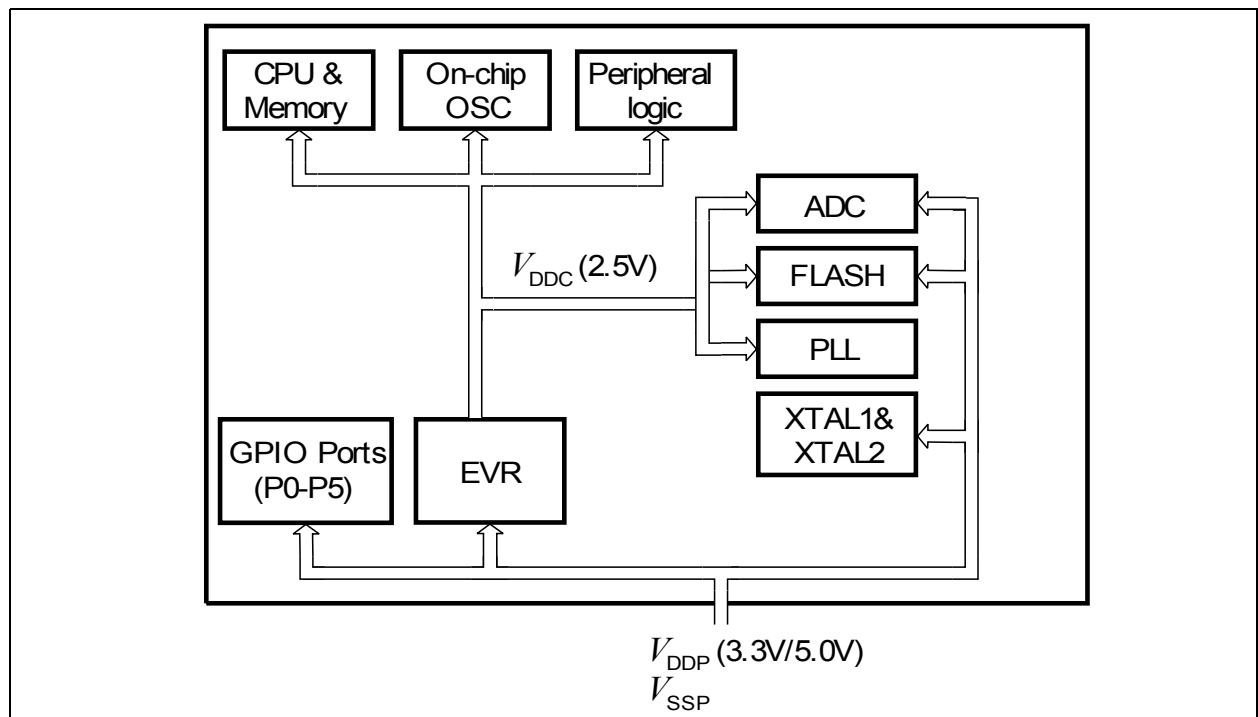 CPU &
Memory
On-chip
OSC
Peripheral
logic
ADC
VDDC (2.5V)
FLASH
PLL
XTAL1&
XTAL2
GPIO Ports
(P0-P5)
EVR
VDDP (3.3V/5.0V)
VSSP